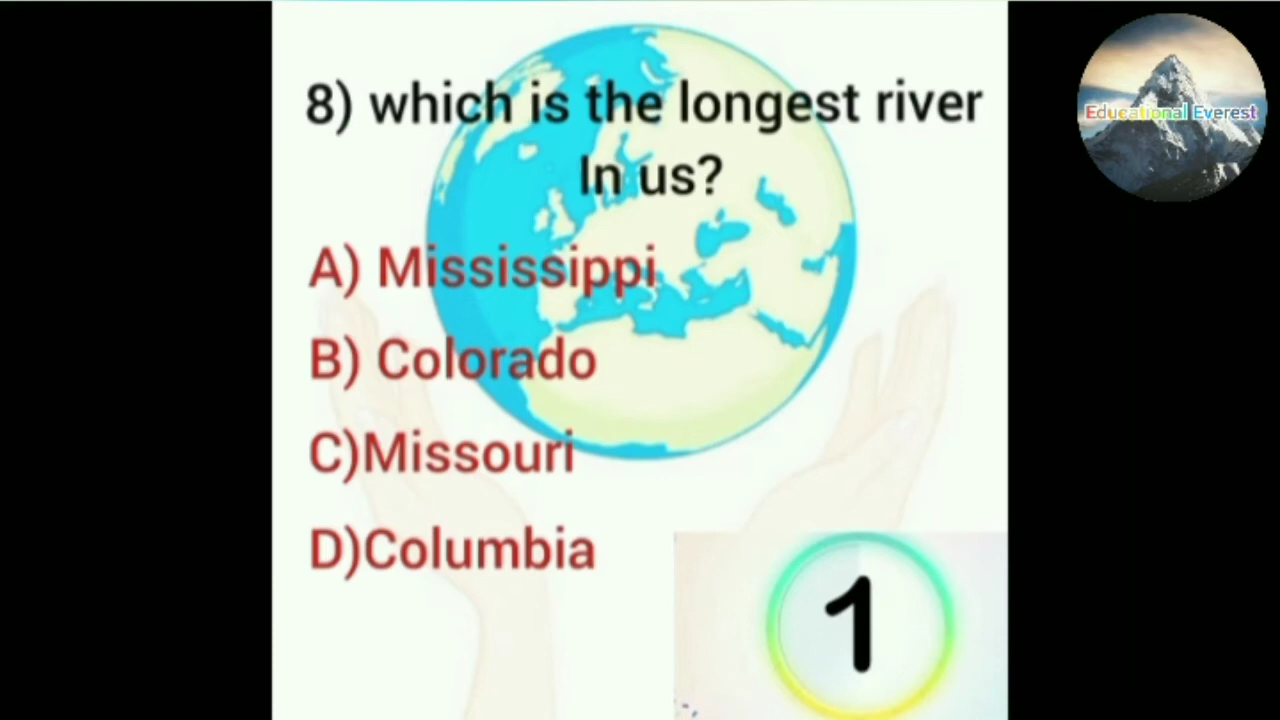 8) which is the longest river
In us?
A) Mississippi
B) Colorado
C)Missouri
D)Columbia
1
Educational Everest